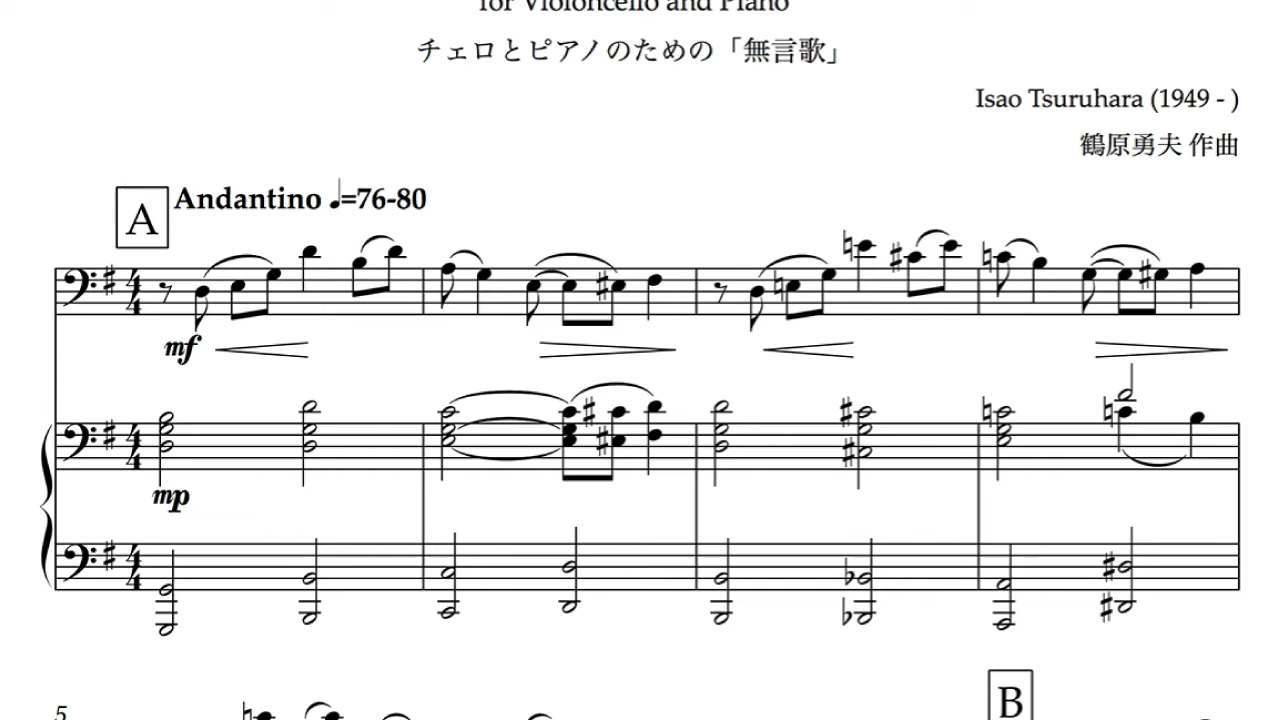 for Violoncello and Piano
チェロとピアノのための「無言歌」
Isao Tsuruhara (1949 - )
鶴原勇夫 作曲
A
Andantino ♩=76-80
mf
mp
5
B